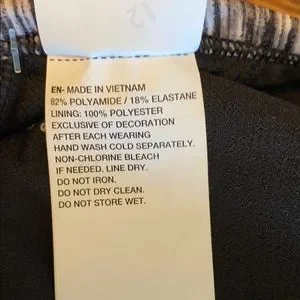 12
EN- MADE IN VIETNAM
82% POLYAMIDE / 18% ELASTANE
LINING: 100% POLYESTER
EXCLUSIVE OF DECORATION
AFTER EACH WEARING
HAND WASH COLD SEPARATELY.
NON-CHLORINE BLEACH
IF NEEDED. LINE DRY.
DO NOT IRON.
DO NOT DRY CLEAN.
DO NOT STORE WET.